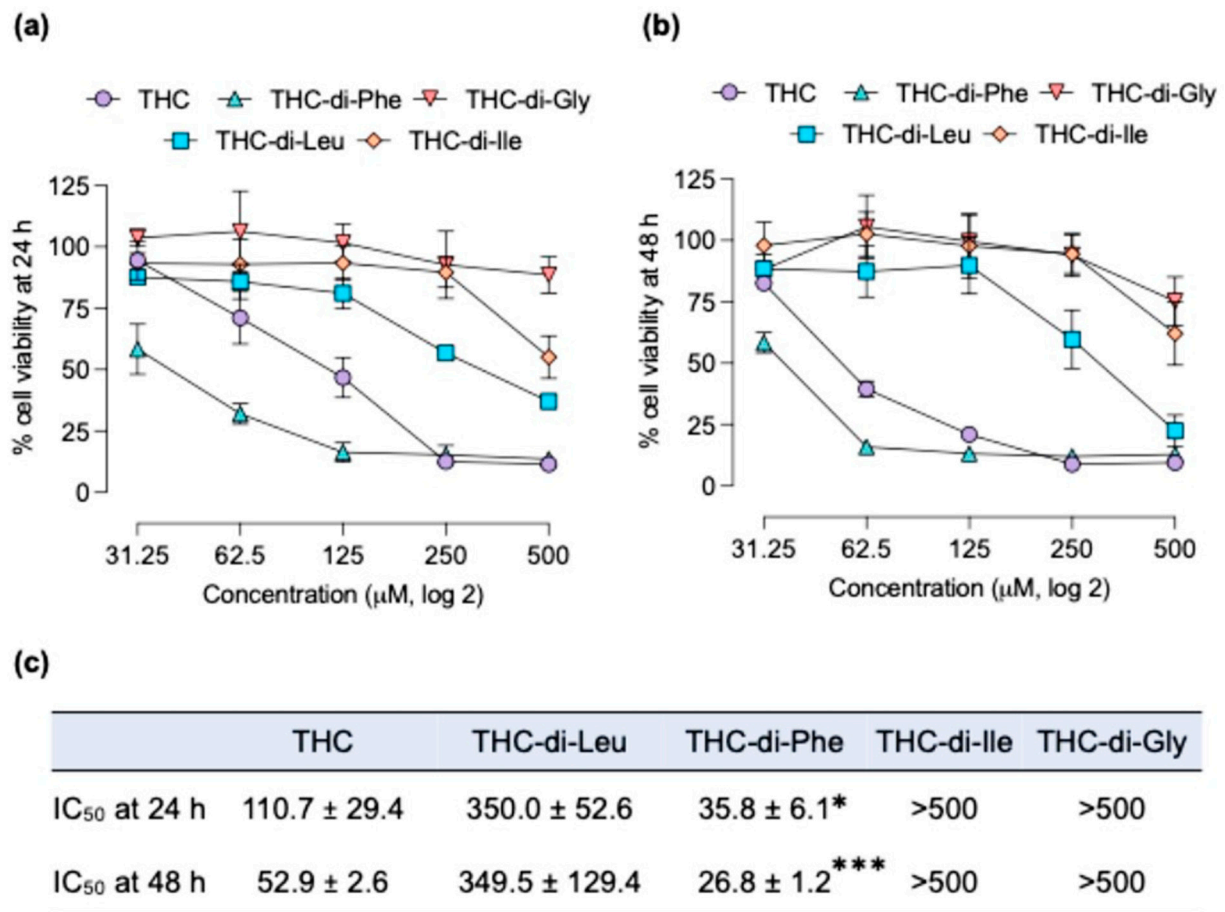 (a)
THC THC-di-Phe THC-di-Gly
THC-di-Leu THC-di-Ile
% cell viability at 24 h
125
100
75
50
25
0
31.25 62.5 125 250 500
Concentration (μM, log 2)
(b)
THC THC-di-Phe THC-di-Gly
THC-di-Leu THC-di-Ile
% cell viability at 48 h
125
100
75
50
25
0
31.25 62.5 125 250 500
Concentration (μM, log 2)
(c)
THC THC-di-Leu THC-di-Phe THC-di-Ile THC-di-Gly
IC₅₀ at 24 h 110.7 ± 29.4 350.0 ± 52.6 35.8 ± 6.1* >500 >500
IC₅₀ at 48 h 52.9 ± 2.6 349.5 ± 129.4 26.8 ± 1.2*** >500 >500